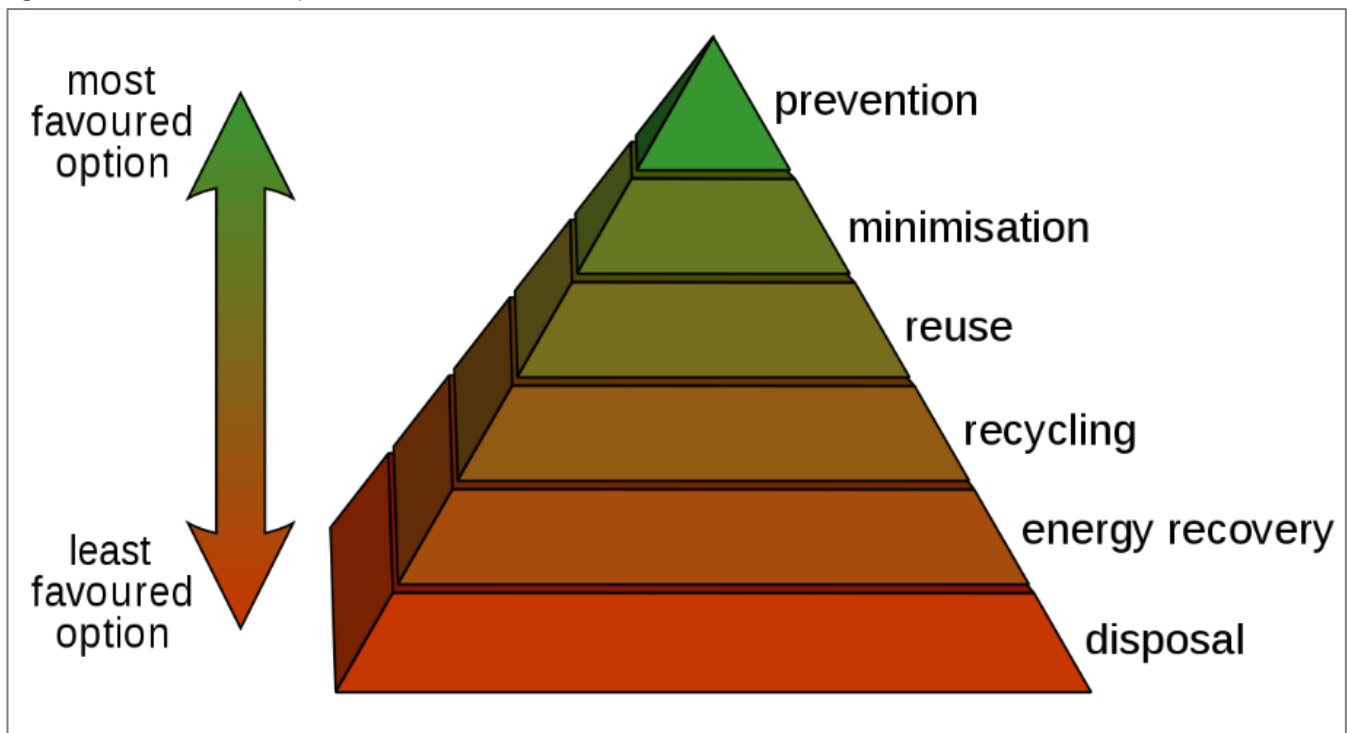 most
favoured
option
prevention
minimisation
reuse
recycling
energy recovery
least
favoured
option
disposal